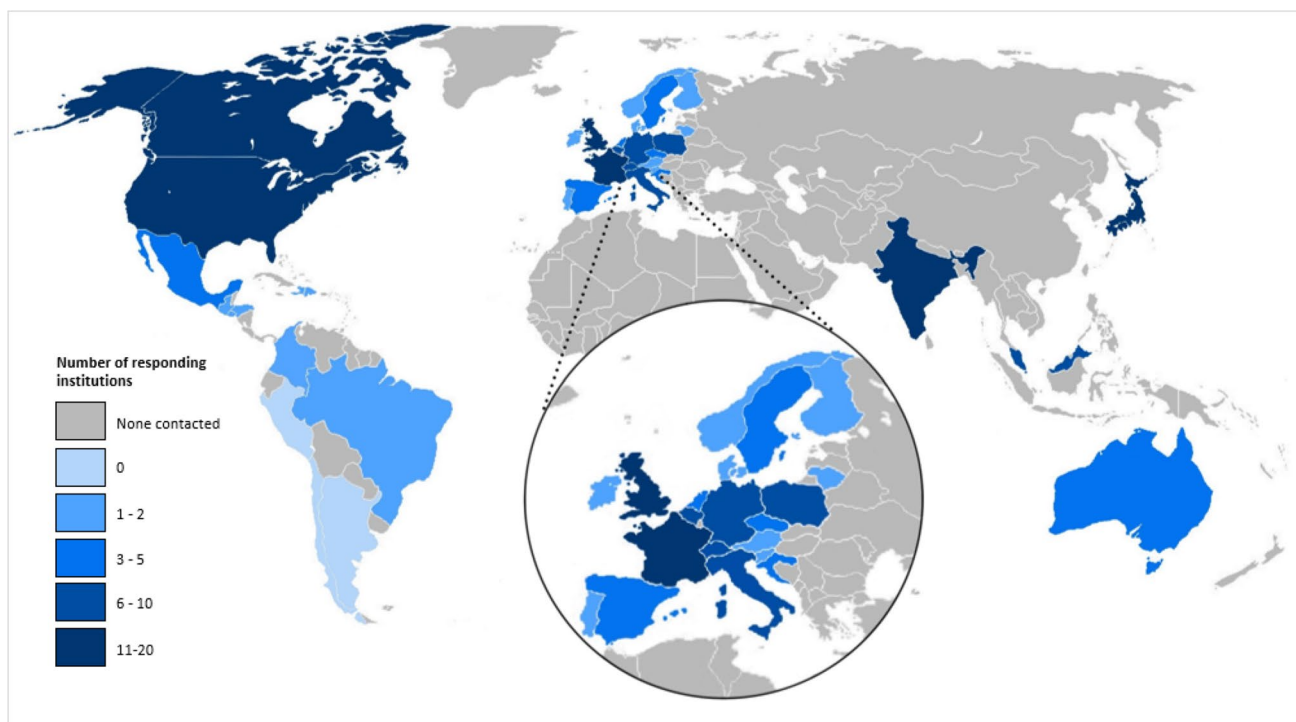 Number of responding
institutions
None contacted
0
1 - 2
3 - 5
6 - 10
11-20